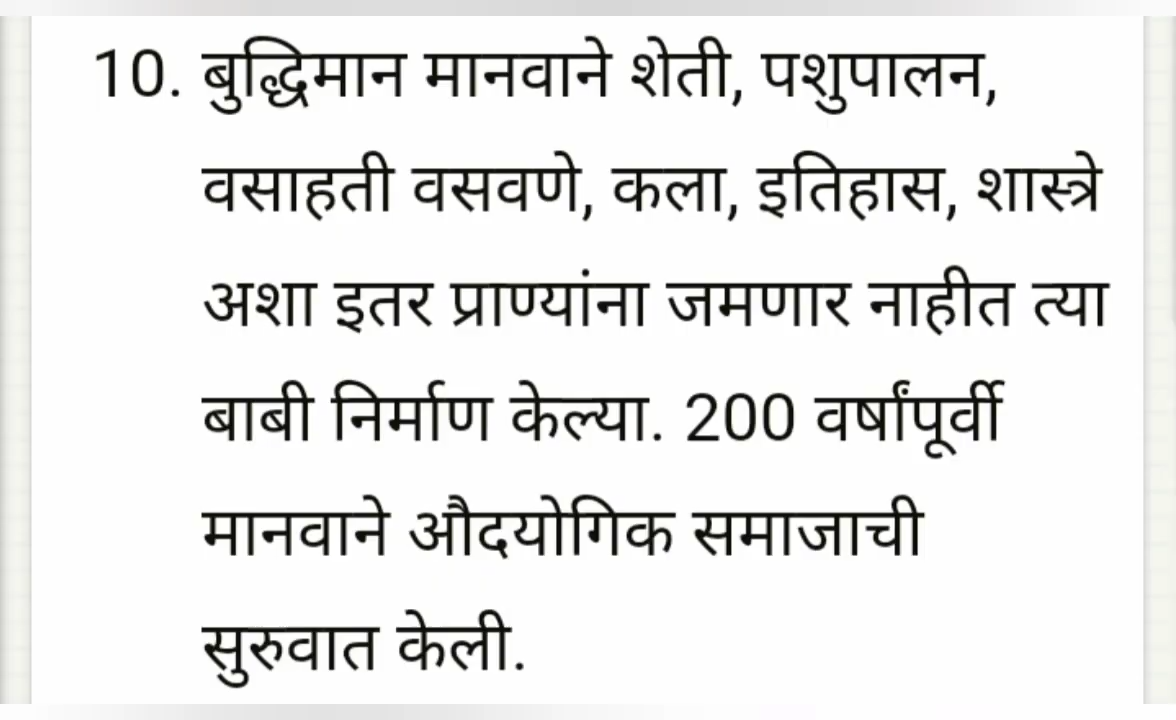 10. बुद्धिमान मानवाने शेती, पशुपालन,
वसाहती वसवणे, कला, इतिहास, शास्त्रे
अशा इतर प्राण्यांना जमणार नाहीत त्या
बाबी निर्माण केल्या. 200 वर्षांपूर्वी
मानवाने औदयोगिक समाजाची
सुरुवात केली.